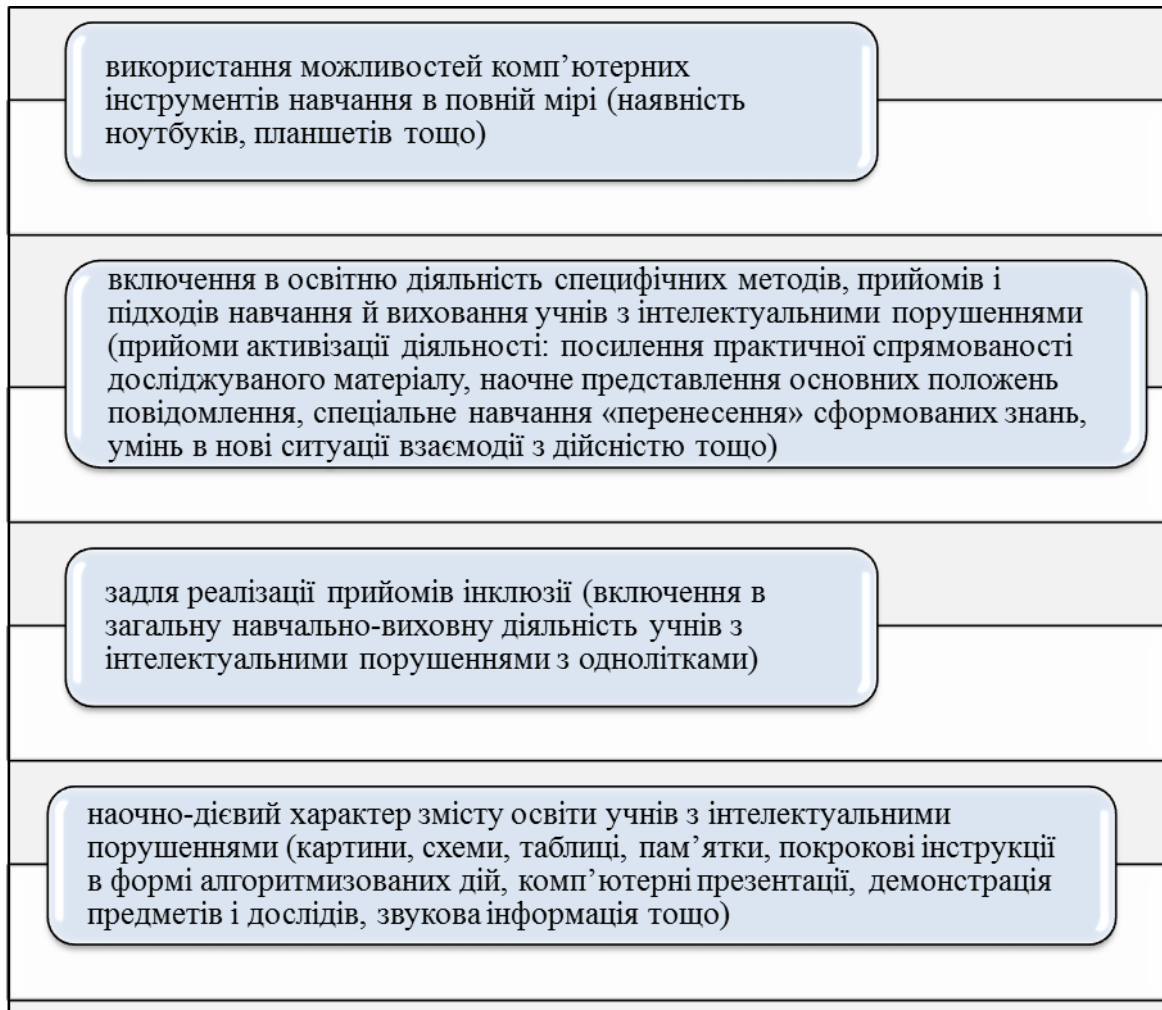 використання можливостей комп’ютерних
інструментів навчання в повній мірі (наявність
ноутбуків, планшетів тощо)
включення в освітню діяльність специфічних методів, прийомів і
підходів навчання й виховання учнів з інтелектуальними порушеннями
(прийоми активізації діяльності: посилення практичної спрямованості
досліджуваного матеріалу, наочне представлення основних положень
повідомлення, спеціальне навчання «перенесення» сформованих знань,
умінь в нові ситуації взаємодії з дійсністю тощо)
задля реалізації прийомів інклюзії (включення в
загальну навчально-виховну діяльність учнів з
інтелектуальними порушеннями з однолітками)
наочно-дієвий характер змісту освіти учнів з інтелектуальними
порушеннями (картини, схеми, таблиці, пам’ятки, покрокові інструкції
в формі алгоритмизованих дій, комп’ютерні презентації, демонстрація
предметів і дослідів, звукова інформація тощо)